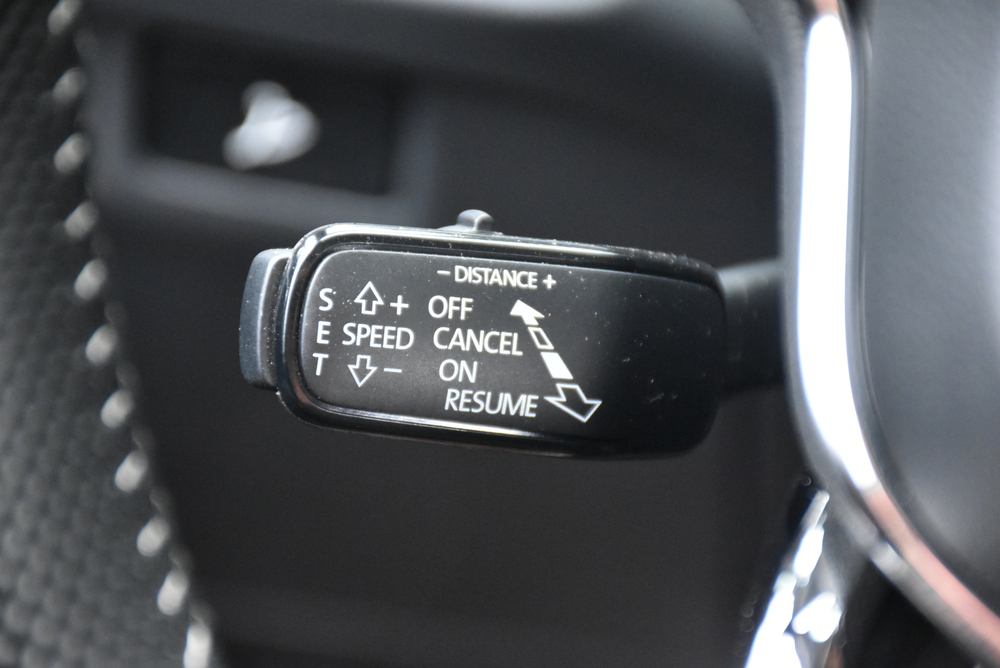 − DISTANCE +
S + OFF
E SPEED CANCEL
T − ON
RESUME